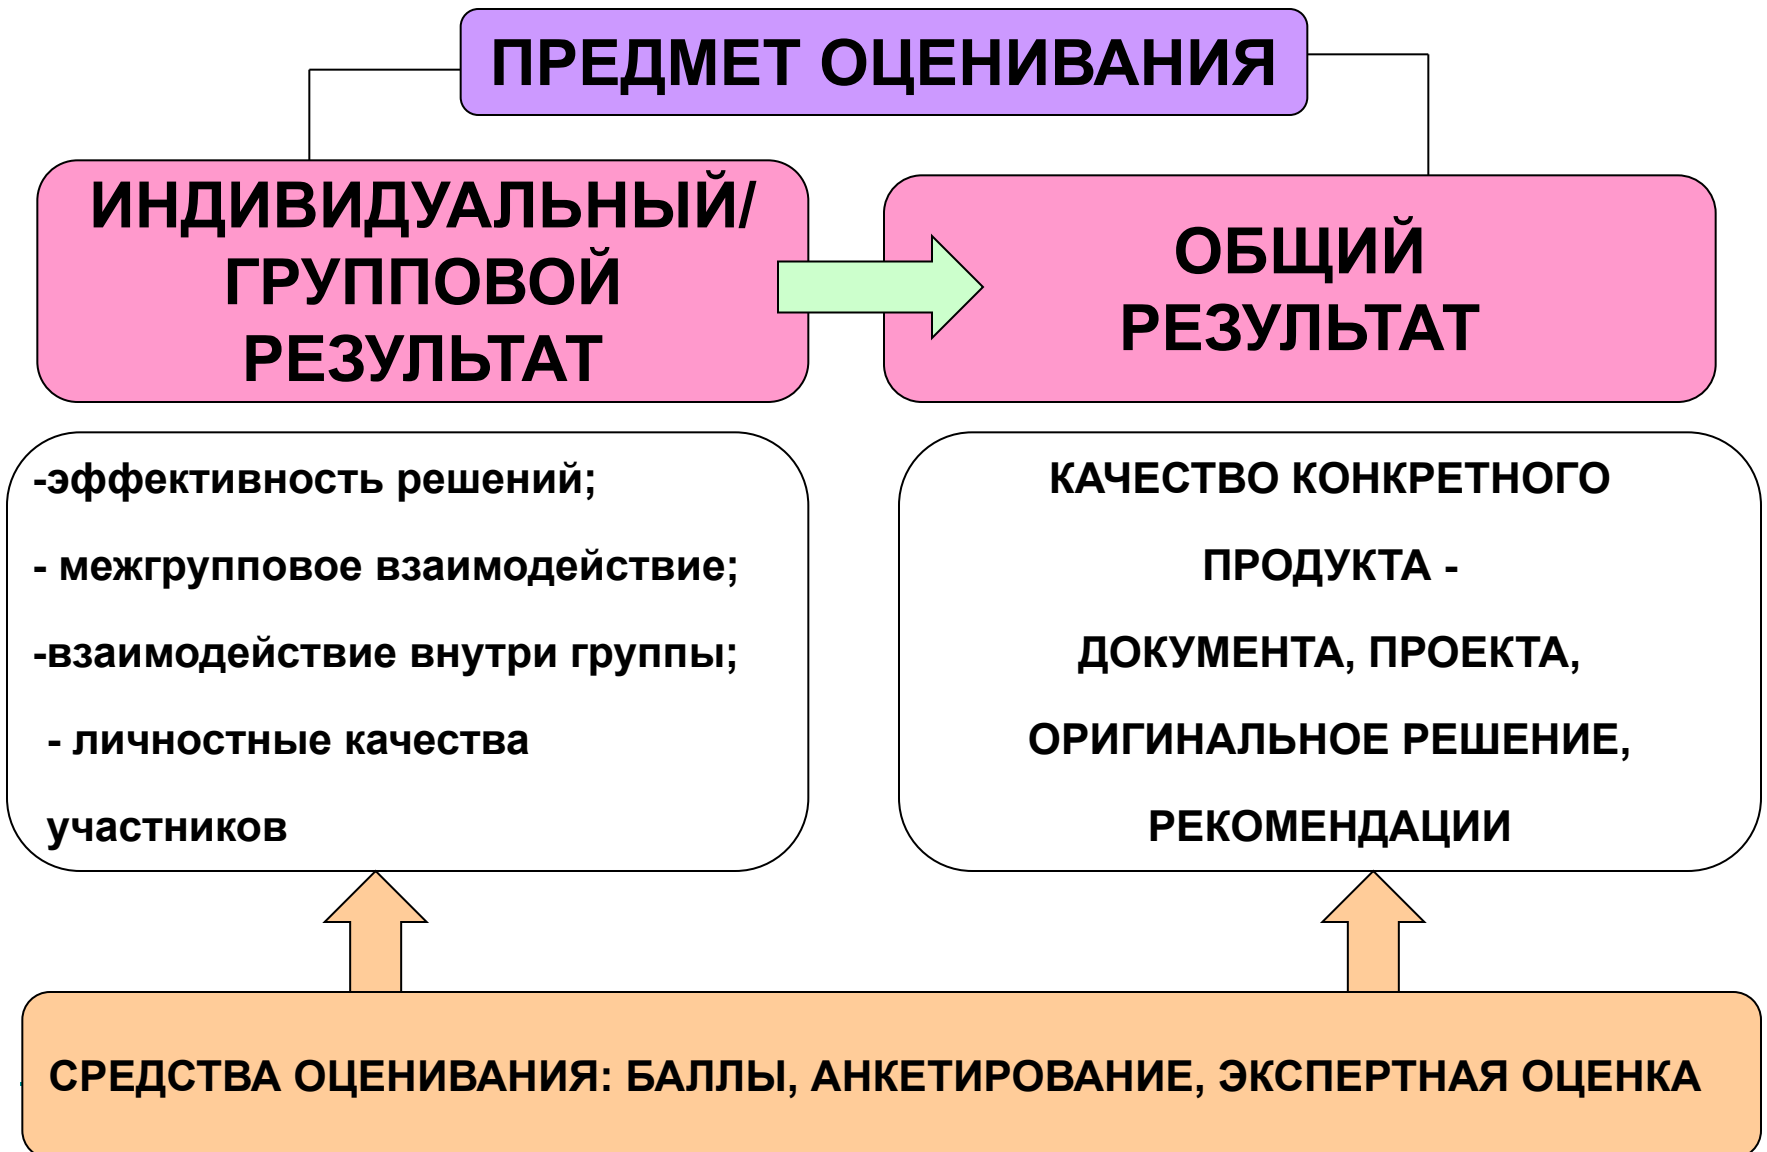 ПРЕДМЕТ ОЦЕНИВАНИЯ
ИНДИВИДУАЛЬНЫЙ/
ГРУППОВОЙ
РЕЗУЛЬТАТ
ОБЩИЙ
РЕЗУЛЬТАТ
-эффективность решений;
- межгрупповое взаимодействие;
-взаимодействие внутри группы;
- личностные качества
участников
КАЧЕСТВО КОНКРЕТНОГО
ПРОДУКТА -
ДОКУМЕНТА, ПРОЕКТА,
ОРИГИНАЛЬНОЕ РЕШЕНИЕ,
РЕКОМЕНДАЦИИ
СРЕДСТВА ОЦЕНИВАНИЯ: БАЛЛЫ, АНКЕТИРОВАНИЕ, ЭКСПЕРТНАЯ ОЦЕНКА